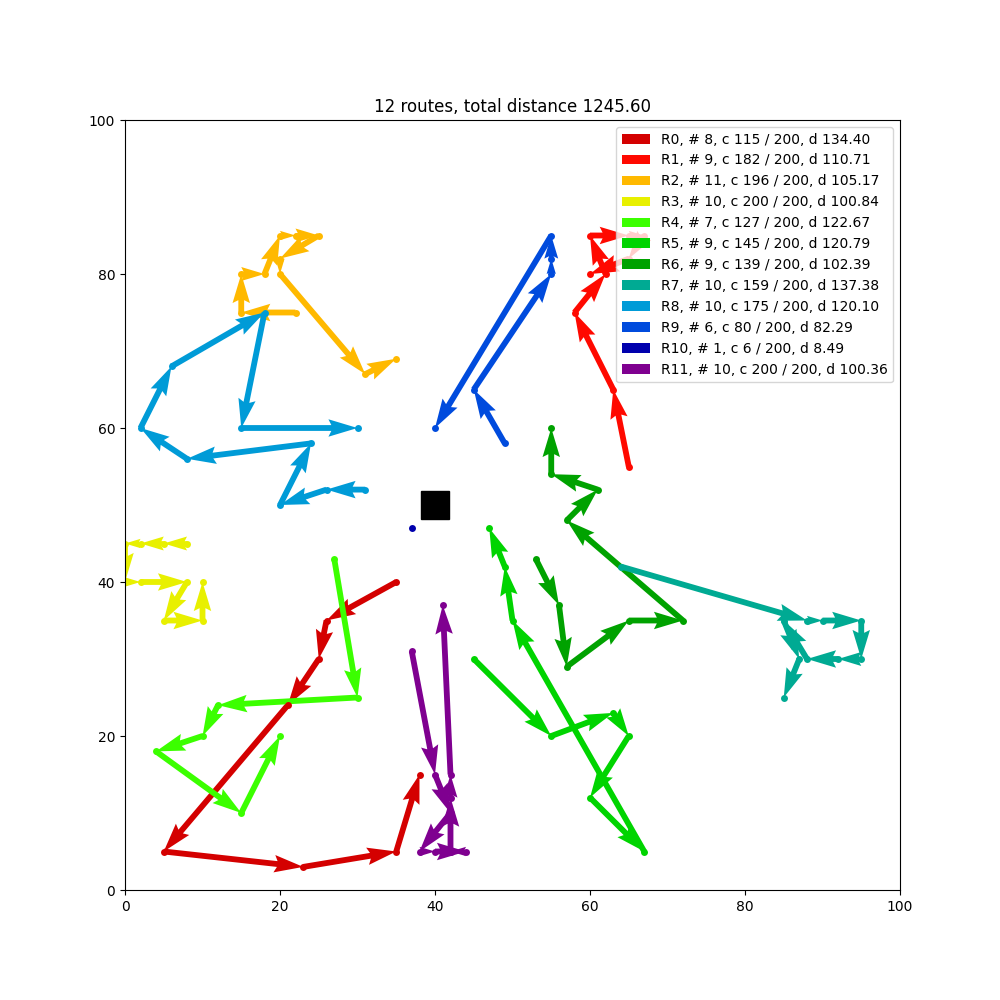 12 routes, total distance 1245.60
100
80
60
40
20
0
0 20 40 60 80 100
R0, # 8, c 115 / 200, d 134.40
R1, # 9, c 182 / 200, d 110.71
R2, # 11, c 196 / 200, d 105.17
R3, # 10, c 200 / 200, d 100.84
R4, # 7, c 127 / 200, d 122.67
R5, # 9, c 145 / 200, d 120.79
R6, # 9, c 139 / 200, d 102.39
R7, # 10, c 159 / 200, d 137.38
R8, # 10, c 175 / 200, d 120.10
R9, # 6, c 80 / 200, d 82.29
R10, # 1, c 6 / 200, d 8.49
R11, # 10, c 200 / 200, d 100.36